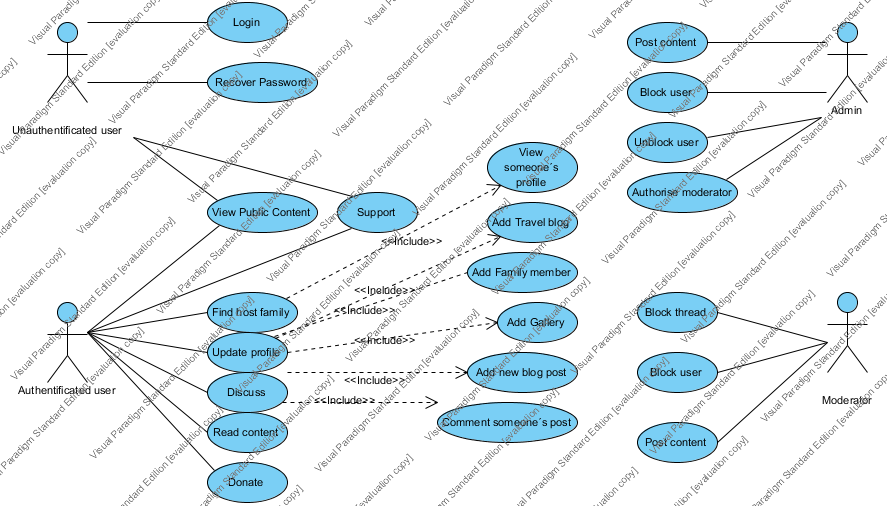 Login
Recover Password
Unauthentificated user
View Public Content
Support
View
someone´s
profile
Add Travel blog
Add Family member
Add Gallery
Add new blog post
Comment someone´s post
<<Include>>
<<Include>>
<<Include>>
<<Include>>
<<Include>>
<<Include>>
Find host family
Update profile
Discuss
Read content
Donate
Authentificated user
Post content
Block user
Unblock user
Authorise moderator
Admin
Block thread
Block user
Post content
Moderator
Visual Paradigm Standard Edition [evaluation copy]